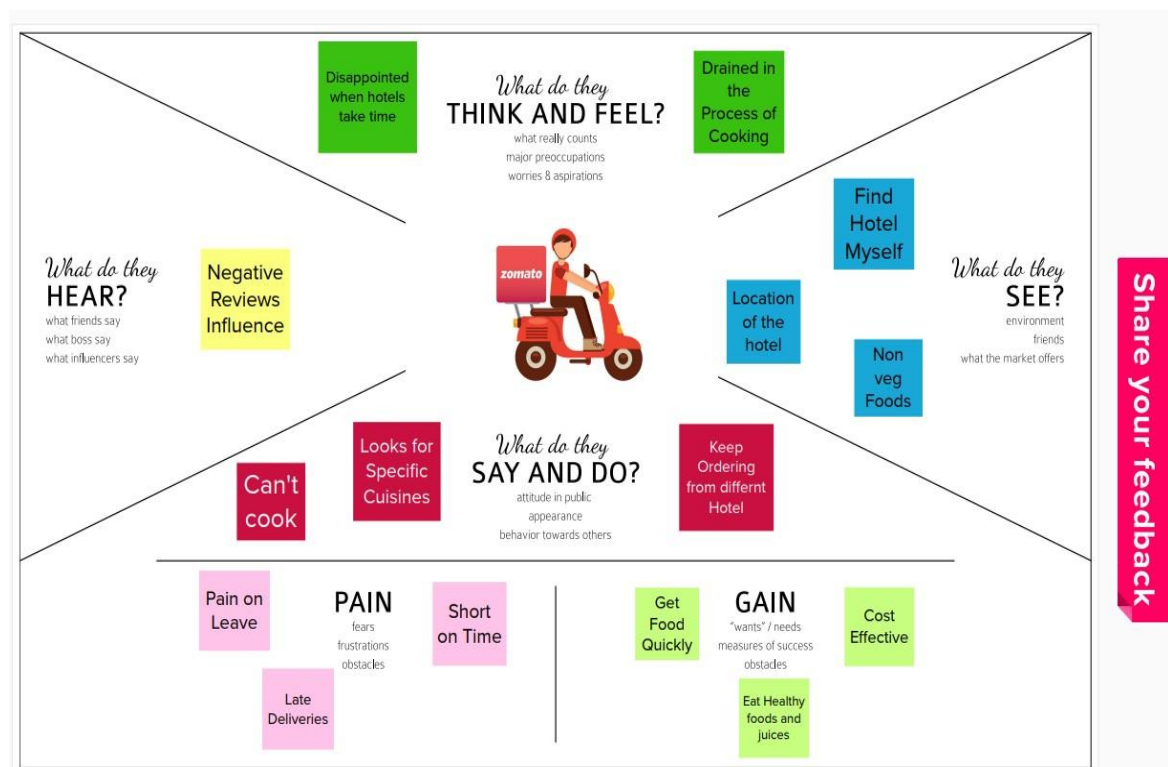 Disappointed
when hotels
take time
What do they
THINK AND FEEL?
what really counts
major preoccupations
worries & aspirations
Drained in
the
Process of
Cooking
What do they
HEAR?
what friends say
what boss say
what influencers say
Negative
Reviews
Influence
zomato
Find
Hotel
Myself
Location
of the
hotel
Non
veg
Foods
What do they
SEE?
environment
friends
what the market offers
Can't
cook
Looks for
Specific
Cuisines
What do they
SAY AND DO?
attitude in public
appearance
behavior towards others
Keep
Ordering
from differnt
Hotel
Pain on
Leave
PAIN
fears
frustrations
obstacles
Short
on Time
Late
Deliveries
Get
Food
Quickly
GAIN
"wants" / needs
measures of success
obstacles
Cost
Effective
Eat Healthy
foods and
juices
Share your feedback